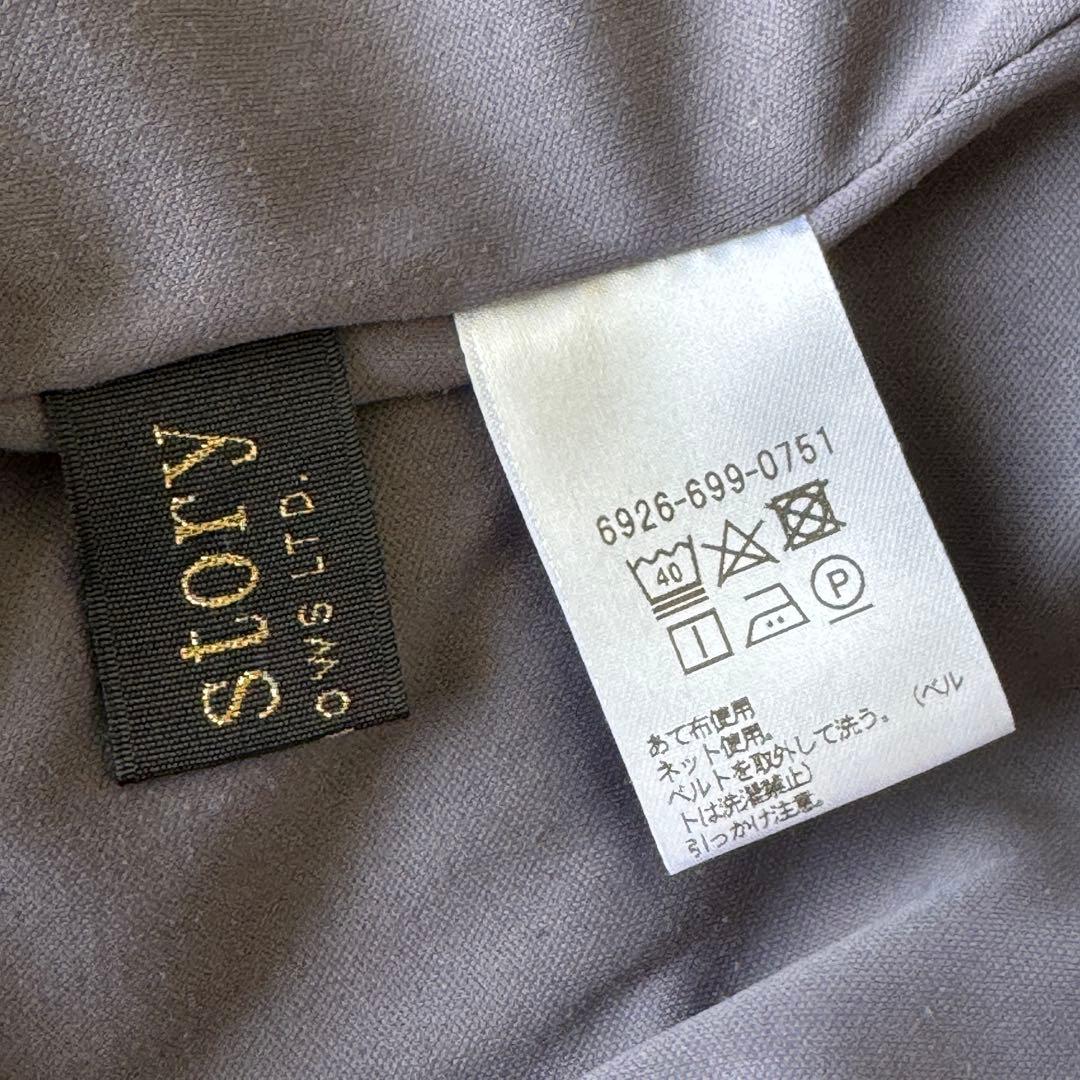 story
OWS LTD.
6926-699-0751
40
P
あて布使用
ネット使用。
ベルトを取外して洗う。 (ベル
トは洗濯禁止)
引っかけ注意。